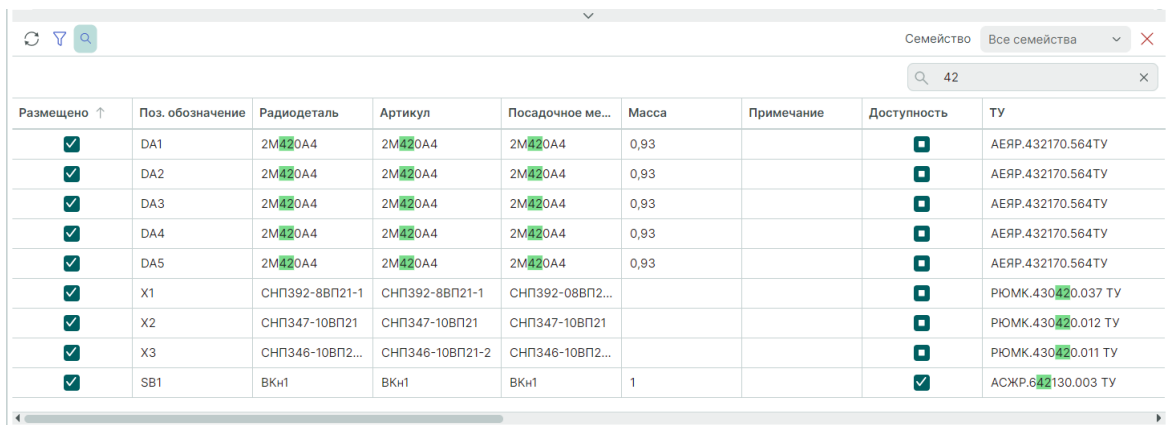 Семейство Все семейства
42
Размещено Поз. обозначение Радиодеталь Артикул Посадочное ме... Масса Примечание Доступность ТУ
DA1 2М420А4 2М420А4 2М420А4 0,93 АЕЯР.432170.564ТУ
DA2 2М420А4 2М420А4 2М420А4 0,93 АЕЯР.432170.564ТУ
DA3 2М420А4 2М420А4 2М420А4 0,93 АЕЯР.432170.564ТУ
DA4 2М420А4 2М420А4 2М420А4 0,93 АЕЯР.432170.564ТУ
DA5 2М420А4 2М420А4 2М420А4 0,93 АЕЯР.432170.564ТУ
X1 СНП392-8ВП21-1 СНП392-8ВП21-1 СНП392-08ВП2... РЮМК.430420.037 ТУ
X2 СНП347-10ВП21 СНП347-10ВП21 СНП347-10ВП21 РЮМК.430420.012 ТУ
X3 СНП346-10ВП2... СНП346-10ВП21-2 СНП346-10ВП2... РЮМК.430420.011 ТУ
SB1 ВКн1 ВКн1 ВКн1 1 АСЖР.642130.003 ТУ